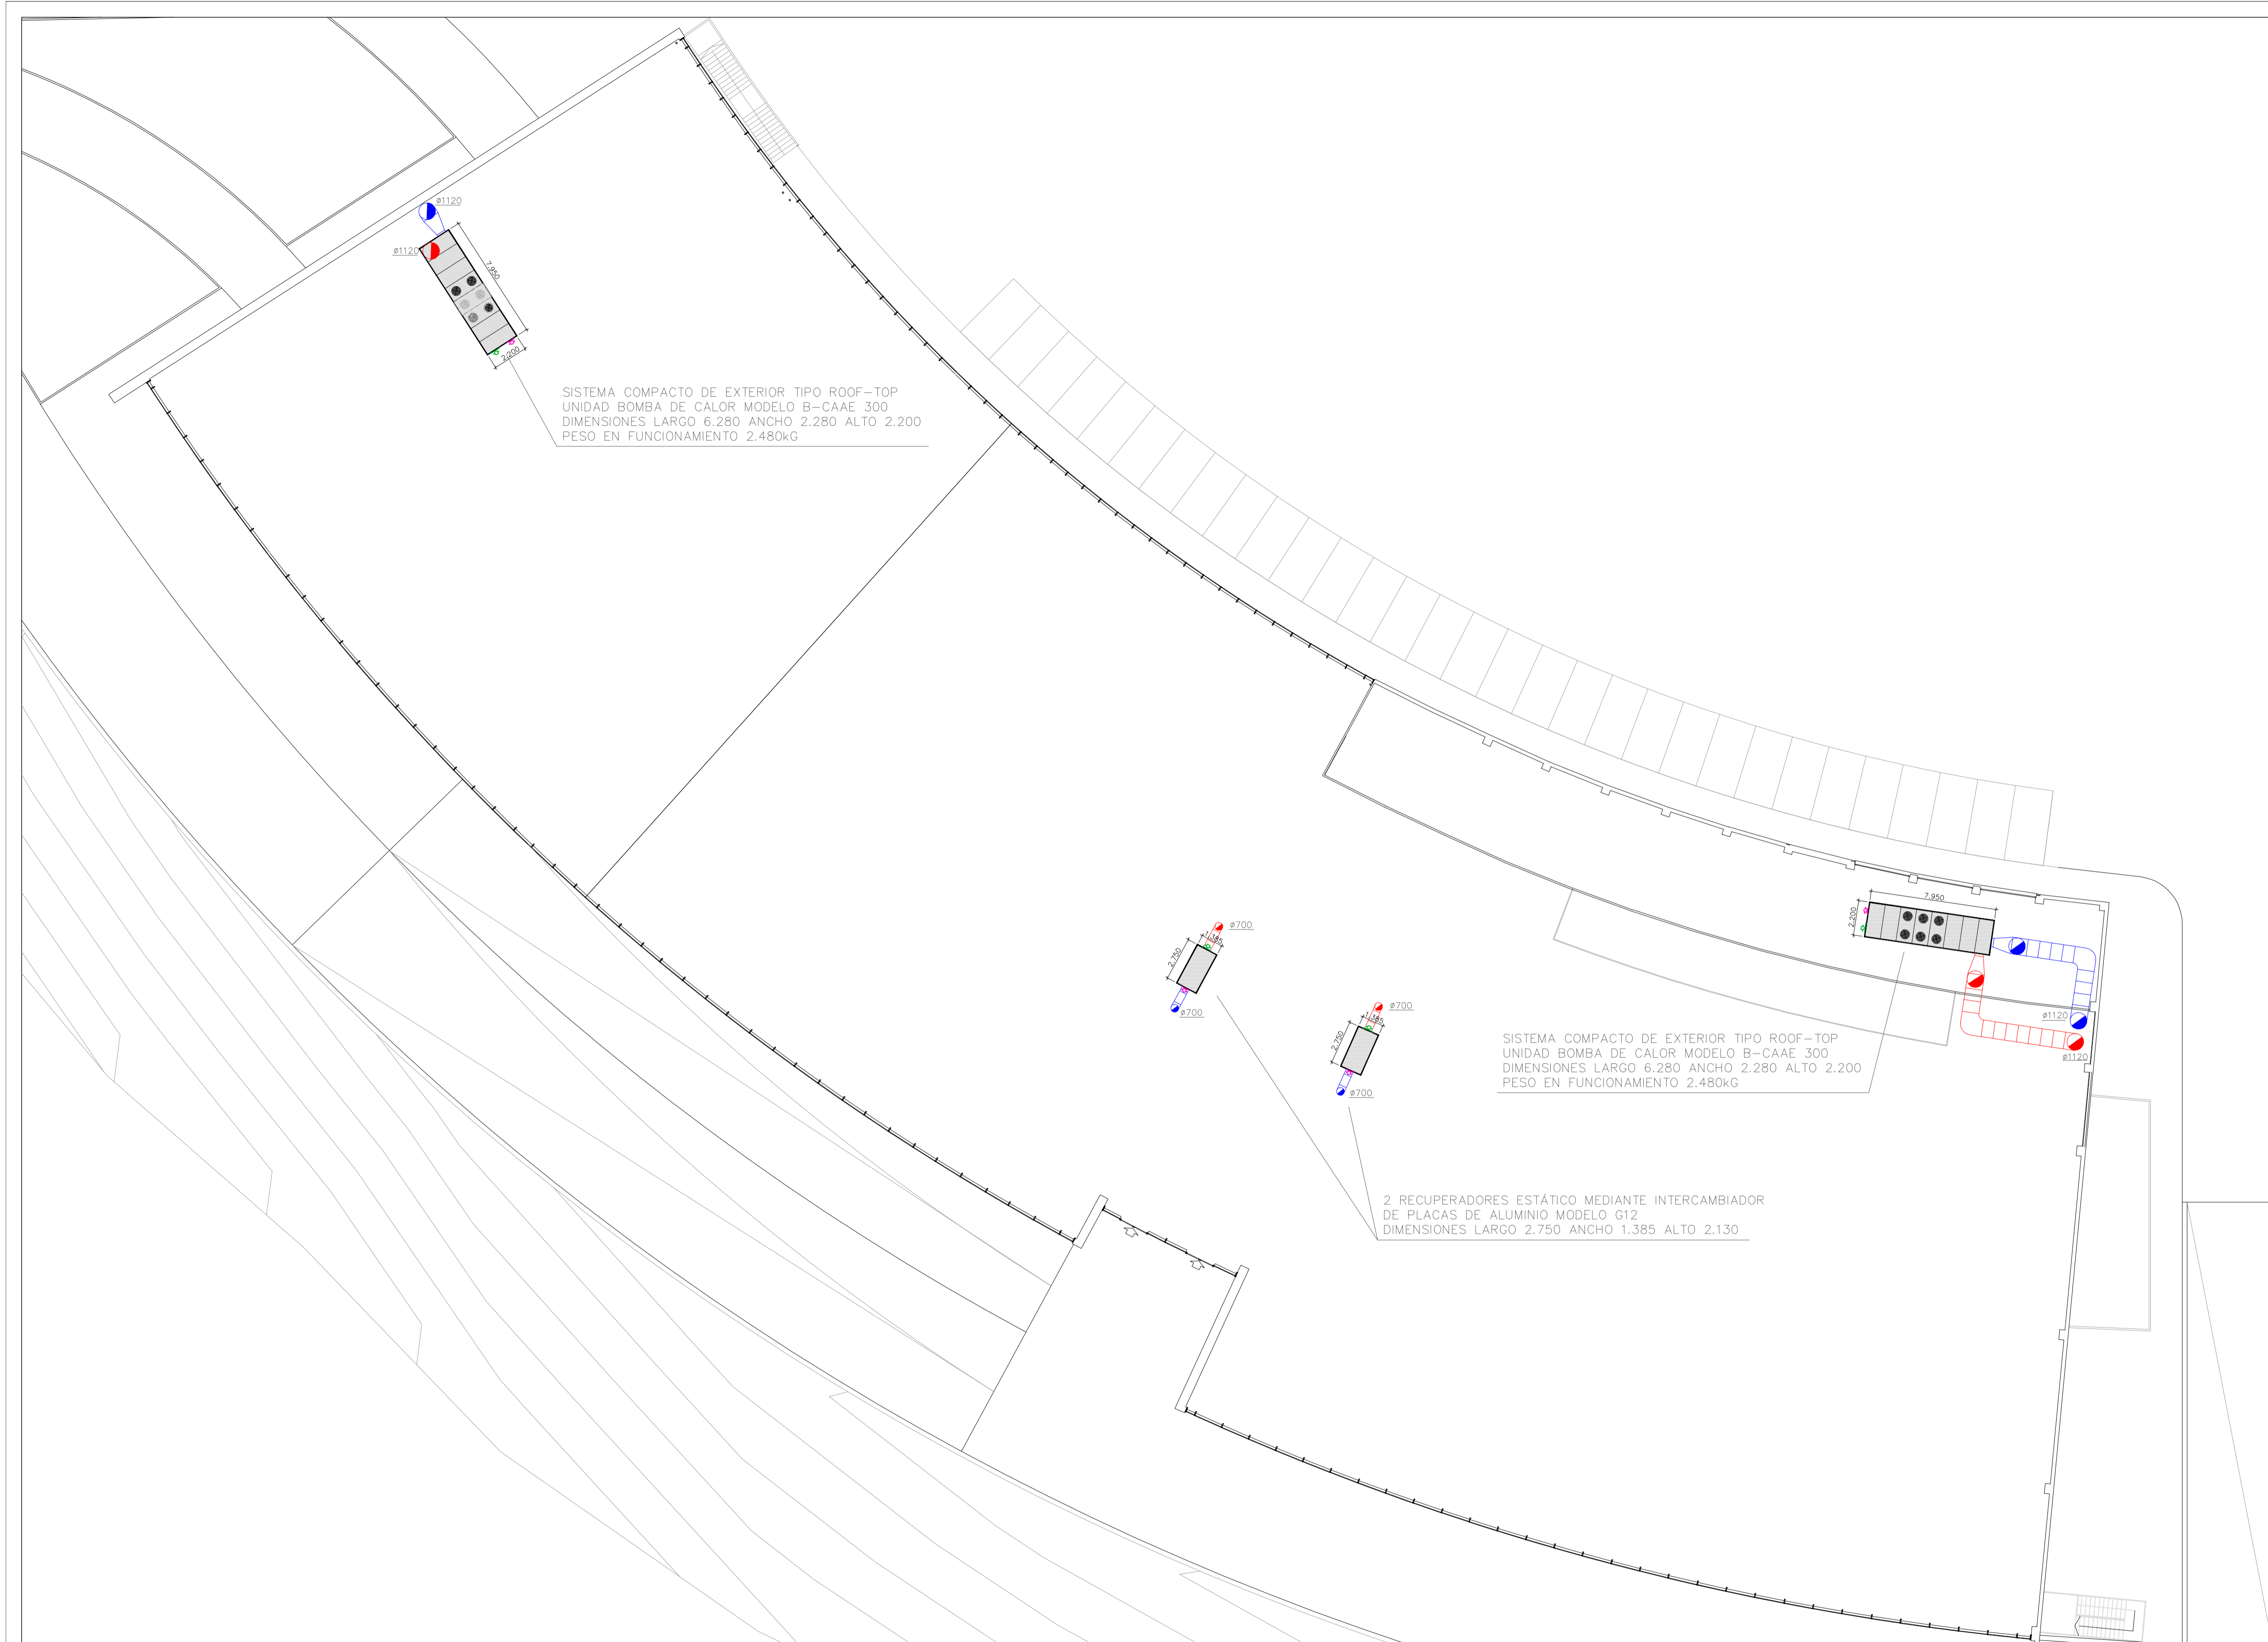 ø1120
ø1120
7.950
2.200
SISTEMA COMPACTO DE EXTERIOR TIPO ROOF-TOP
UNIDAD BOMBA DE CALOR MODELO B-CAAE 300
DIMENSIONES LARGO 6.280 ANCHO 2.280 ALTO 2.200
PESO EN FUNCIONAMIENTO 2.480kG
7.950
2.200
ø1120
ø1120
SISTEMA COMPACTO DE EXTERIOR TIPO ROOF-TOP
UNIDAD BOMBA DE CALOR MODELO B-CAAE 300
DIMENSIONES LARGO 6.280 ANCHO 2.280 ALTO 2.200
PESO EN FUNCIONAMIENTO 2.480kG
ø700
1.385
2.750
ø700
ø700
1.385
2.750
ø700
2 RECUPERADORES ESTÁTICO MEDIANTE INTERCAMBIADOR
DE PLACAS DE ALUMINIO MODELO G12
DIMENSIONES LARGO 2.750 ANCHO 1.385 ALTO 2.130